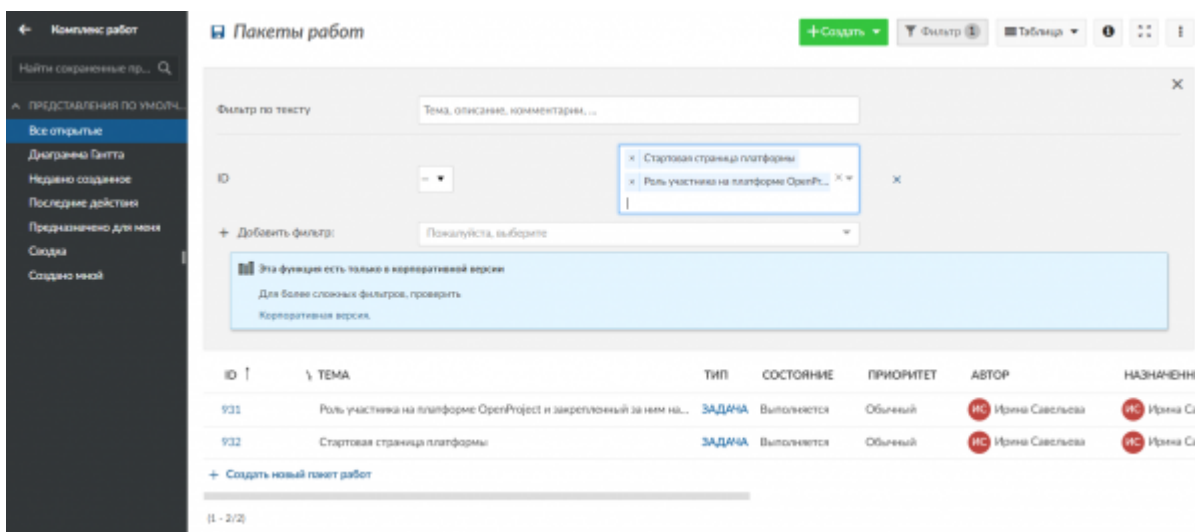 Комплекс работ
Найти сохраненные пр...
ПРЕДСТАВЛЕНИЯ ПО УМОЛЧ...
Все открытые
Диаграмма Гантта
Недавно созданное
Последние действия
Предназначено для меня
Сводка
Создано мной
Пакеты работ
+ Создать
Фильтр 1
Таблица
Фильтр по тексту
Тема, описание, комментарии, ...
ID
× Стартовая страница платформы
× Роль участника на платформе OpenPr...
+ Добавить фильтр:
Пожалуйста, выберите
Эта функция есть только в корпоративной версии
Для более сложных фильтров, проверить
Корпоративная версия.
ID ТЕМА ТИП СОСТОЯНИЕ ПРИОРИТЕТ АВТОР НАЗНАЧЕНН
931 Роль участника на платформе OpenProject и закрепленный за ним на... ЗАДАЧА Выполняется Обычный ИС Ирина Савельева ИС Ирина Са
932 Стартовая страница платформы ЗАДАЧА Выполняется Обычный ИС Ирина Савельева ИС Ирина Са
+ Создать новый пакет работ
(1 - 2/2)